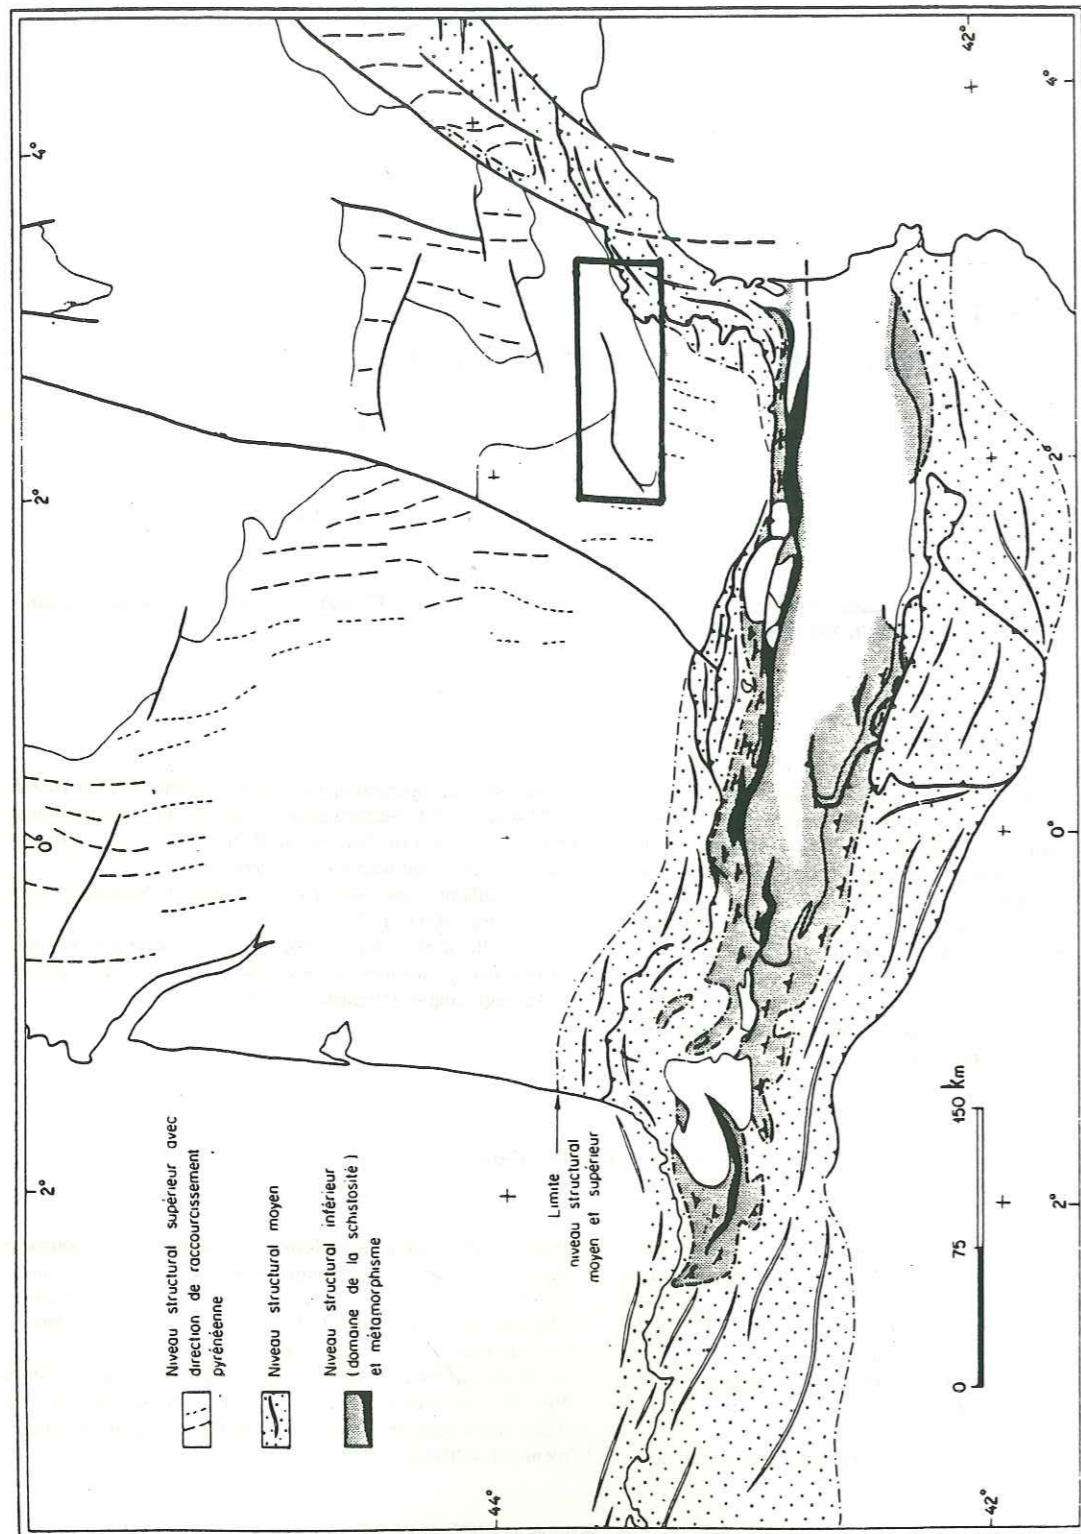 Niveau structural supérieur avec
direction de raccourcissement
pyrénéenne
Niveau structural moyen
Niveau structural inférieur
( domaine de la schistosité )
et métamorphisme
Limite
niveau structural
moyen et supérieur
0
75
150 km
2°
0°
2°
4°
44°
42°
2°
0°
2°
4°
42°